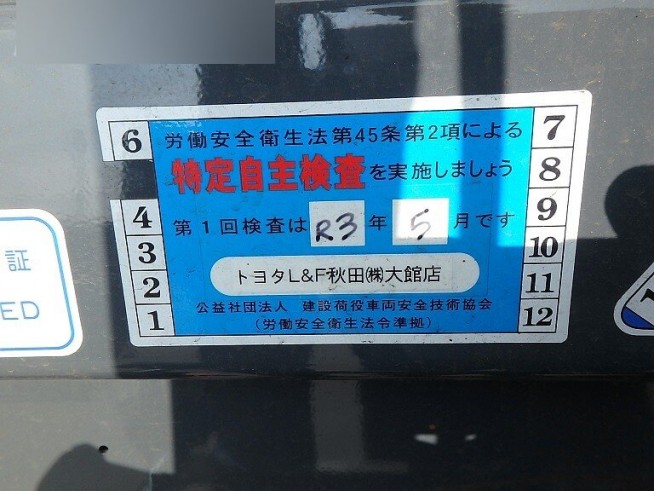 労働安全衛生法第45条第2項による
特定自主検査を実施しましょう
第1回検査はR3年5月です
トヨタL&F秋田㈱大館店
公益社団法人 建設荷役車両安全技術協会
(労働安全衛生法令準拠)
6
4
3
2
1
7
8
9
10
11
12
証
ED